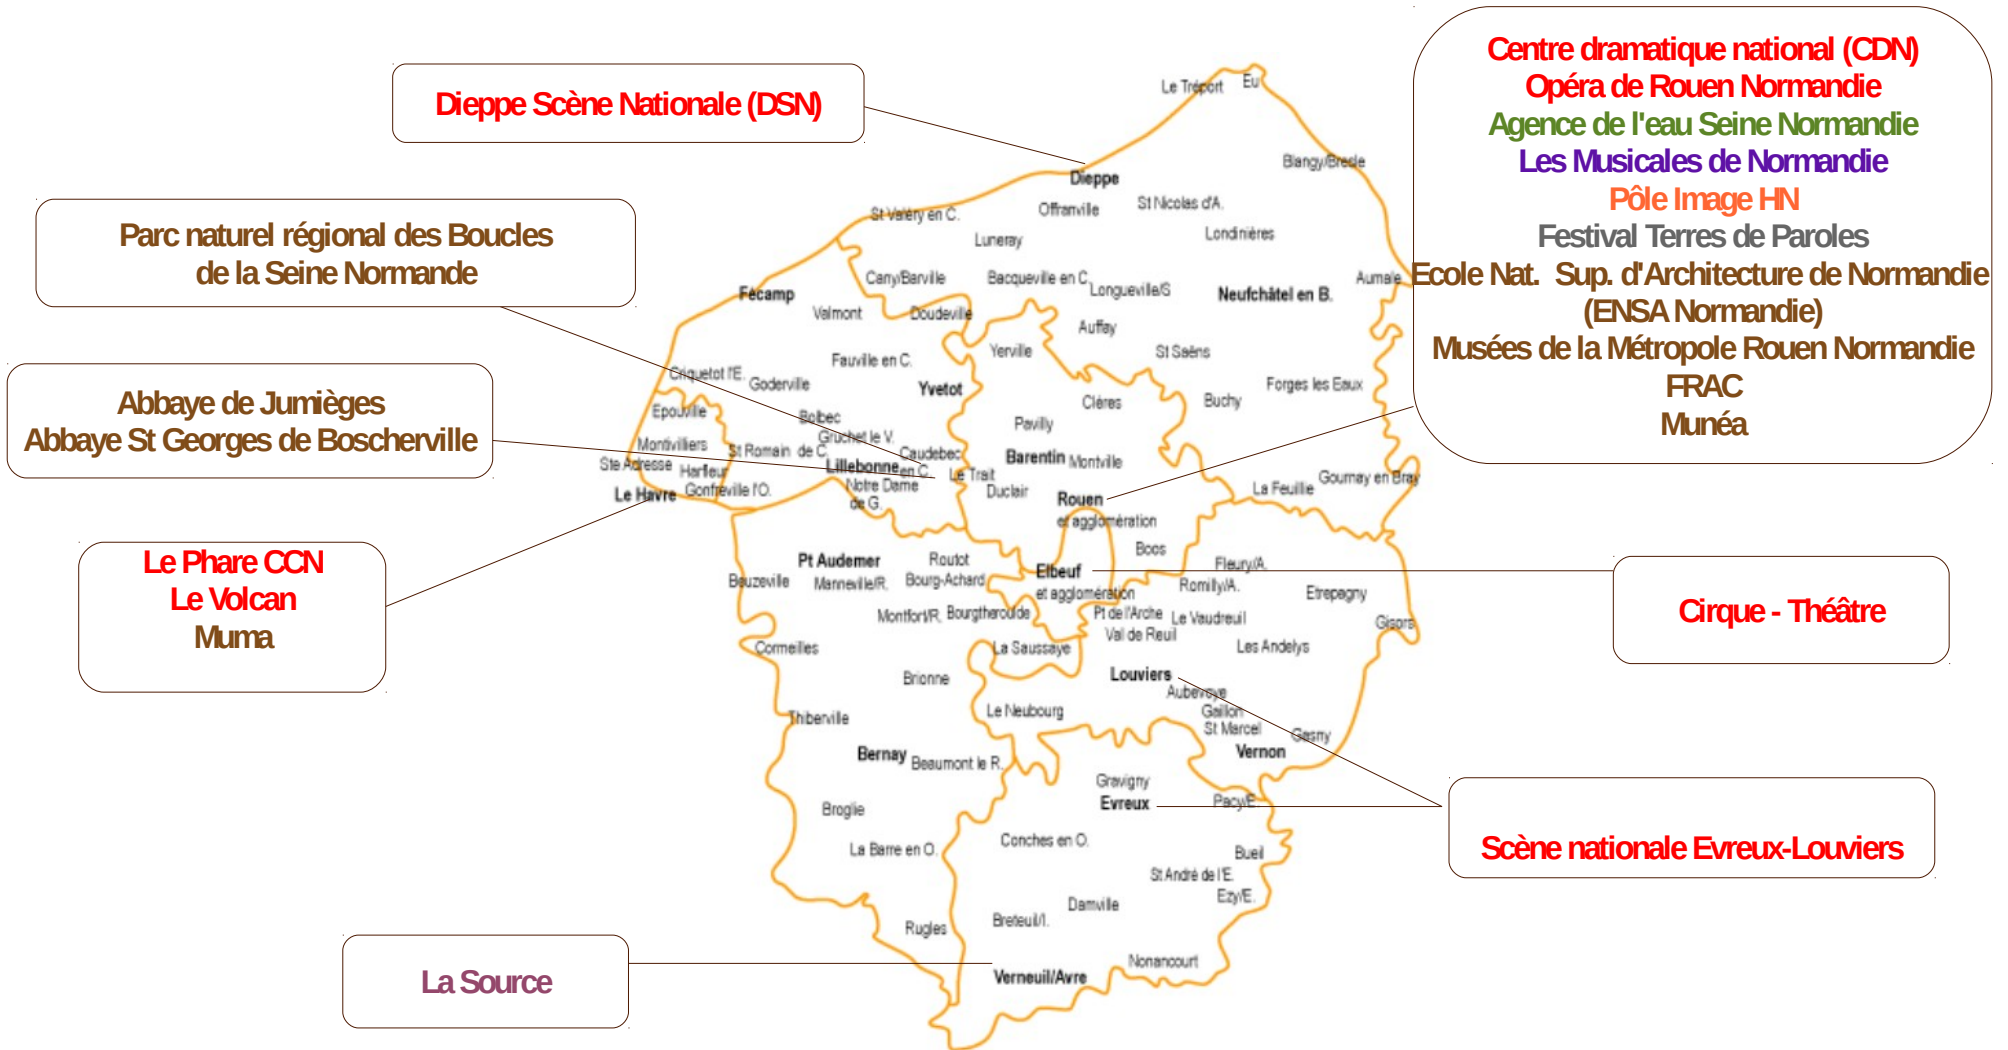 Centre dramatique national (CDN)
Opéra de Rouen Normandie
Agence de l'eau Seine Normandie
Les Musicales de Normandie
Pôle Image HN
Festival Terres de Paroles
Ecole Nat. Sup. d'Architecture de Normandie
(ENSA Normandie)
Musées de la Métropole Rouen Normandie
FRAC
Munéa
Dieppe Scène Nationale (DSN)
Parc naturel régional des Boucles
de la Seine Normande
Abbaye de Jumièges
Abbaye St Georges de Boscherville
Le Phare CCN
Le Volcan
Muma
Cirque - Théâtre
Scène nationale Evreux-Louviers
La Source
Le Tréport
Eu
Blangy/Bresle
Dieppe
St Valéry en C.
Offranville
St Nicolas d'A.
Luneray
Londinières
Cany/Barville
Bacqueville en C.
Longueville/S
Aumale
Fécamp
Neufchâtel en B.
Valmont
Doudeville
Auffay
Yerville
St Saëns
Fauville en C.
Criquetot l'E.
Goderville
Yvetot
Forges les Eaux
Buchy
Clères
Epouville
Bolbec
Pavilly
Gruchet le V.
Montivilliers
St Romain de C.
Caudebec
en C.
Barentin
Montville
Ste Adresse
Harfleur
Lillebonne
Le Trait
Gournay en Bray
La Feuillie
Le Havre
Gonfreville l'O.
Notre Dame
de G.
Duclair
Rouen
et agglomération
Boos
Pt Audemer
Routot
Fleury/A.
Elbeuf
et agglomération
Beuzeville
Manneville/R.
Bourg-Achard
Romilly/A.
Etrepagny
Montfort/R.
Bourgtheroulde
Pt de l'Arche
Le Vaudreuil
Gisors
Val de Reuil
Cormeilles
La Saussaye
Les Andelys
Brionne
Louviers
Aubevoye
Le Neubourg
Gaillon
Thiberville
St Marcel
Gasny
Bernay
Beaumont le R.
Vernon
Gravigny
Evreux
Pacy/E.
Broglie
Conches en O.
La Barre en O.
Bueil
St André de l'E.
Ezy/E.
Damville
Breteuil/I.
Rugles
Nonancourt
Verneuil/Avre